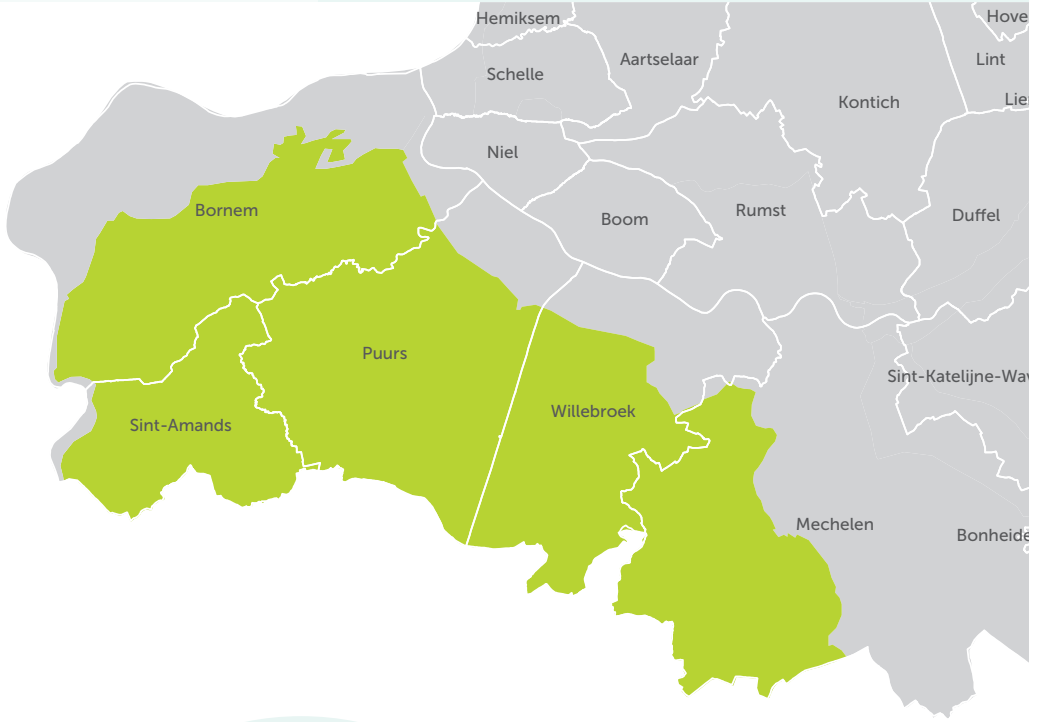 Hemiksem
Hove
Aartselaar
Lint
Schelle
Lie
Kontich
Niel
Bornem
Boom
Rumst
Duffel
Puurs
Sint-Katelijne-Wav
Willebroek
Sint-Amands
Mechelen
Bonheide